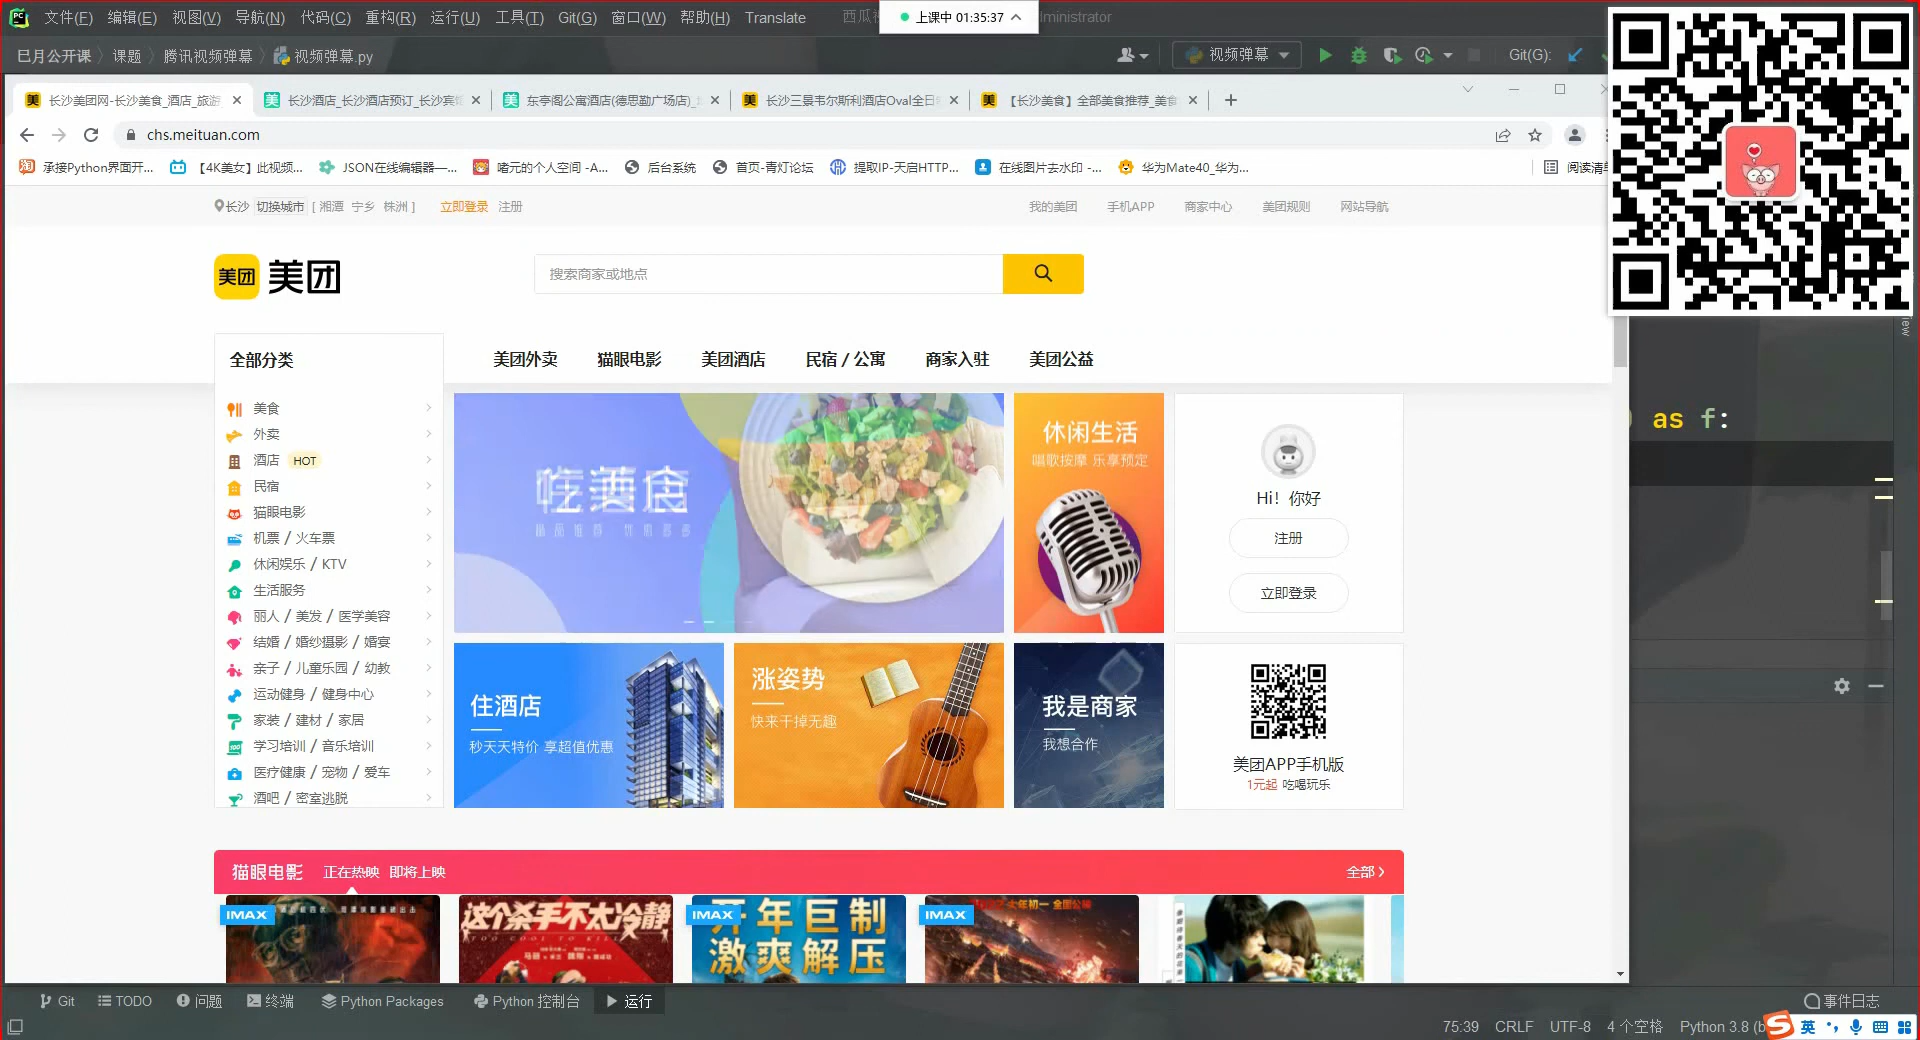 文件(F) 编辑(E) 视图(V) 导航(N) 代码(C) 重构(R) 运行(U) 工具(T) Git(G) 窗口(W) 帮助(H) Translate
上课中 01:35:37
巳月公开课 课题 腾讯视频弹幕 视频弹幕.py
视频弹幕 Git(G):
长沙美团网-长沙美食_酒店_旅游 长沙酒店_长沙酒店预订_长沙宾 东亭阁公寓酒店(德思勤广场店)_ 长沙三景韦尔斯利酒店Oval全日 【长沙美食】全部美食推荐_美食
chs.meituan.com
承接Python界面开... 【4K美女】此视频... JSON在线编辑器—... 嗜元的个人空间 -A... 后台系统 首页-青灯论坛 提取IP-天启HTTP... 在线图片去水印 -... 华为Mate40_华为... 阅读清单
长沙 切换城市 [ 湘潭 宁乡 株洲 ] 立即登录 注册 我的美团 手机APP 商家中心 美团规则 网站导航
美团 美团 搜索商家或地点
全部分类 美团外卖 猫眼电影 美团酒店 民宿 / 公寓 商家入驻 美团公益
美食
外卖
酒店 HOT
民宿
猫眼电影
机票 / 火车票
休闲娱乐 / KTV
生活服务
丽人 / 美发 / 医学美容
结婚 / 婚纱摄影 / 婚宴
亲子 / 儿童乐园 / 幼教
运动健身 / 健身中心
家装 / 建材 / 家居
学习培训 / 音乐培训
医疗健康 / 宠物 / 爱车
酒吧 / 密室逃脱
休闲生活
唱歌按摩 乐享预定
Hi！你好
注册
立即登录
as f:
住酒店
秒天天特价 享超值优惠
涨姿势
快来干掉无趣
我是商家
我想合作
美团APP手机版
1元起 吃喝玩乐
猫眼电影 正在热映 即将上映 全部
IMAX
这个杀手不太冷静
TOO COOL TO KILL
IMAX
开年巨制
激爽解压
IMAX
Git TODO 问题 终端 Python Packages Python 控制台 运行 事件日志
75:39 CRLF UTF-8 4 个空格 Python 3.8 (b 英